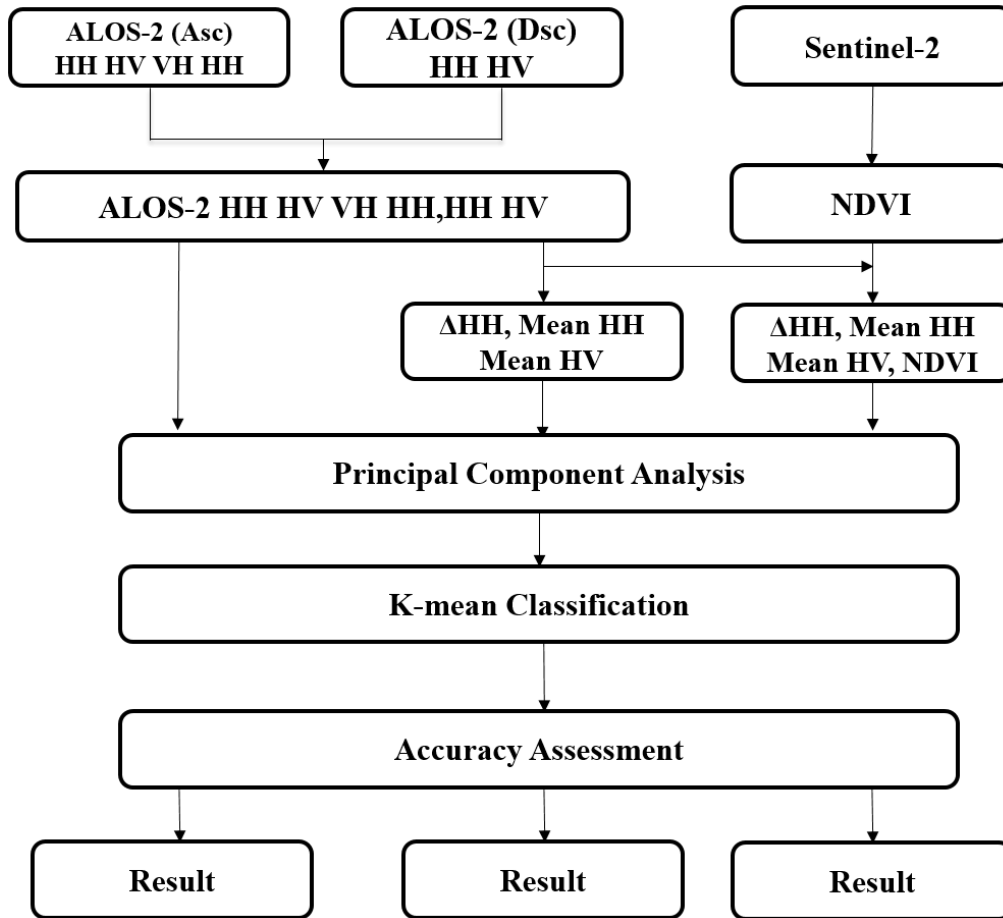 ALOS-2 (Asc)
HH HV VH HH
ALOS-2 (Dsc)
HH HV
Sentinel-2
ALOS-2 HH HV VH HH,HH HV
NDVI
ΔHH, Mean HH
Mean HV
ΔHH, Mean HH
Mean HV, NDVI
Principal Component Analysis
K-mean Classification
Accuracy Assessment
Result
Result
Result